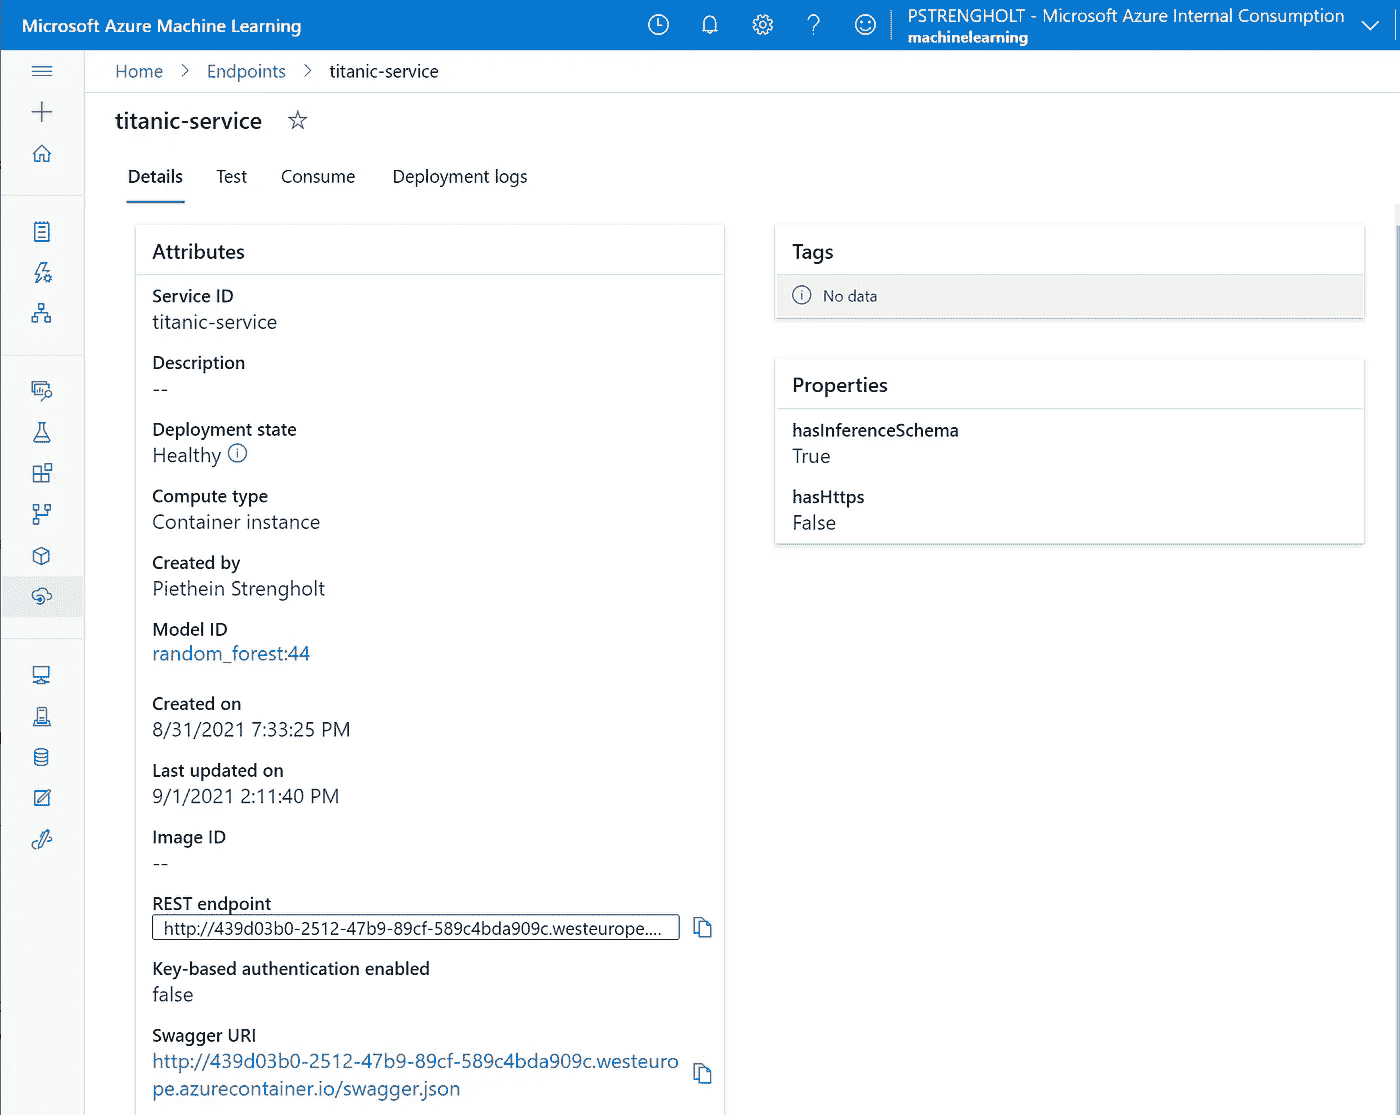 Microsoft Azure Machine Learning
PSTRENGHOLT - Microsoft Azure Internal Consumption
machinelearning
Home > Endpoints > titanic-service
titanic-service
Details Test Consume Deployment logs
Attributes
Service ID
titanic-service
Description
--
Deployment state
Healthy
Compute type
Container instance
Created by
Piethein Strengholt
Model ID
random_forest:44
Created on
8/31/2021 7:33:25 PM
Last updated on
9/1/2021 2:11:40 PM
Image ID
--
REST endpoint
http://439d03b0-2512-47b9-89cf-589c4bda909c.westeurope....
Key-based authentication enabled
false
Swagger URI
http://439d03b0-2512-47b9-89cf-589c4bda909c.westeuro
pe.azurecontainer.io/swagger.json
Tags
No data
Properties
hasInferenceSchema
True
hasHttps
False